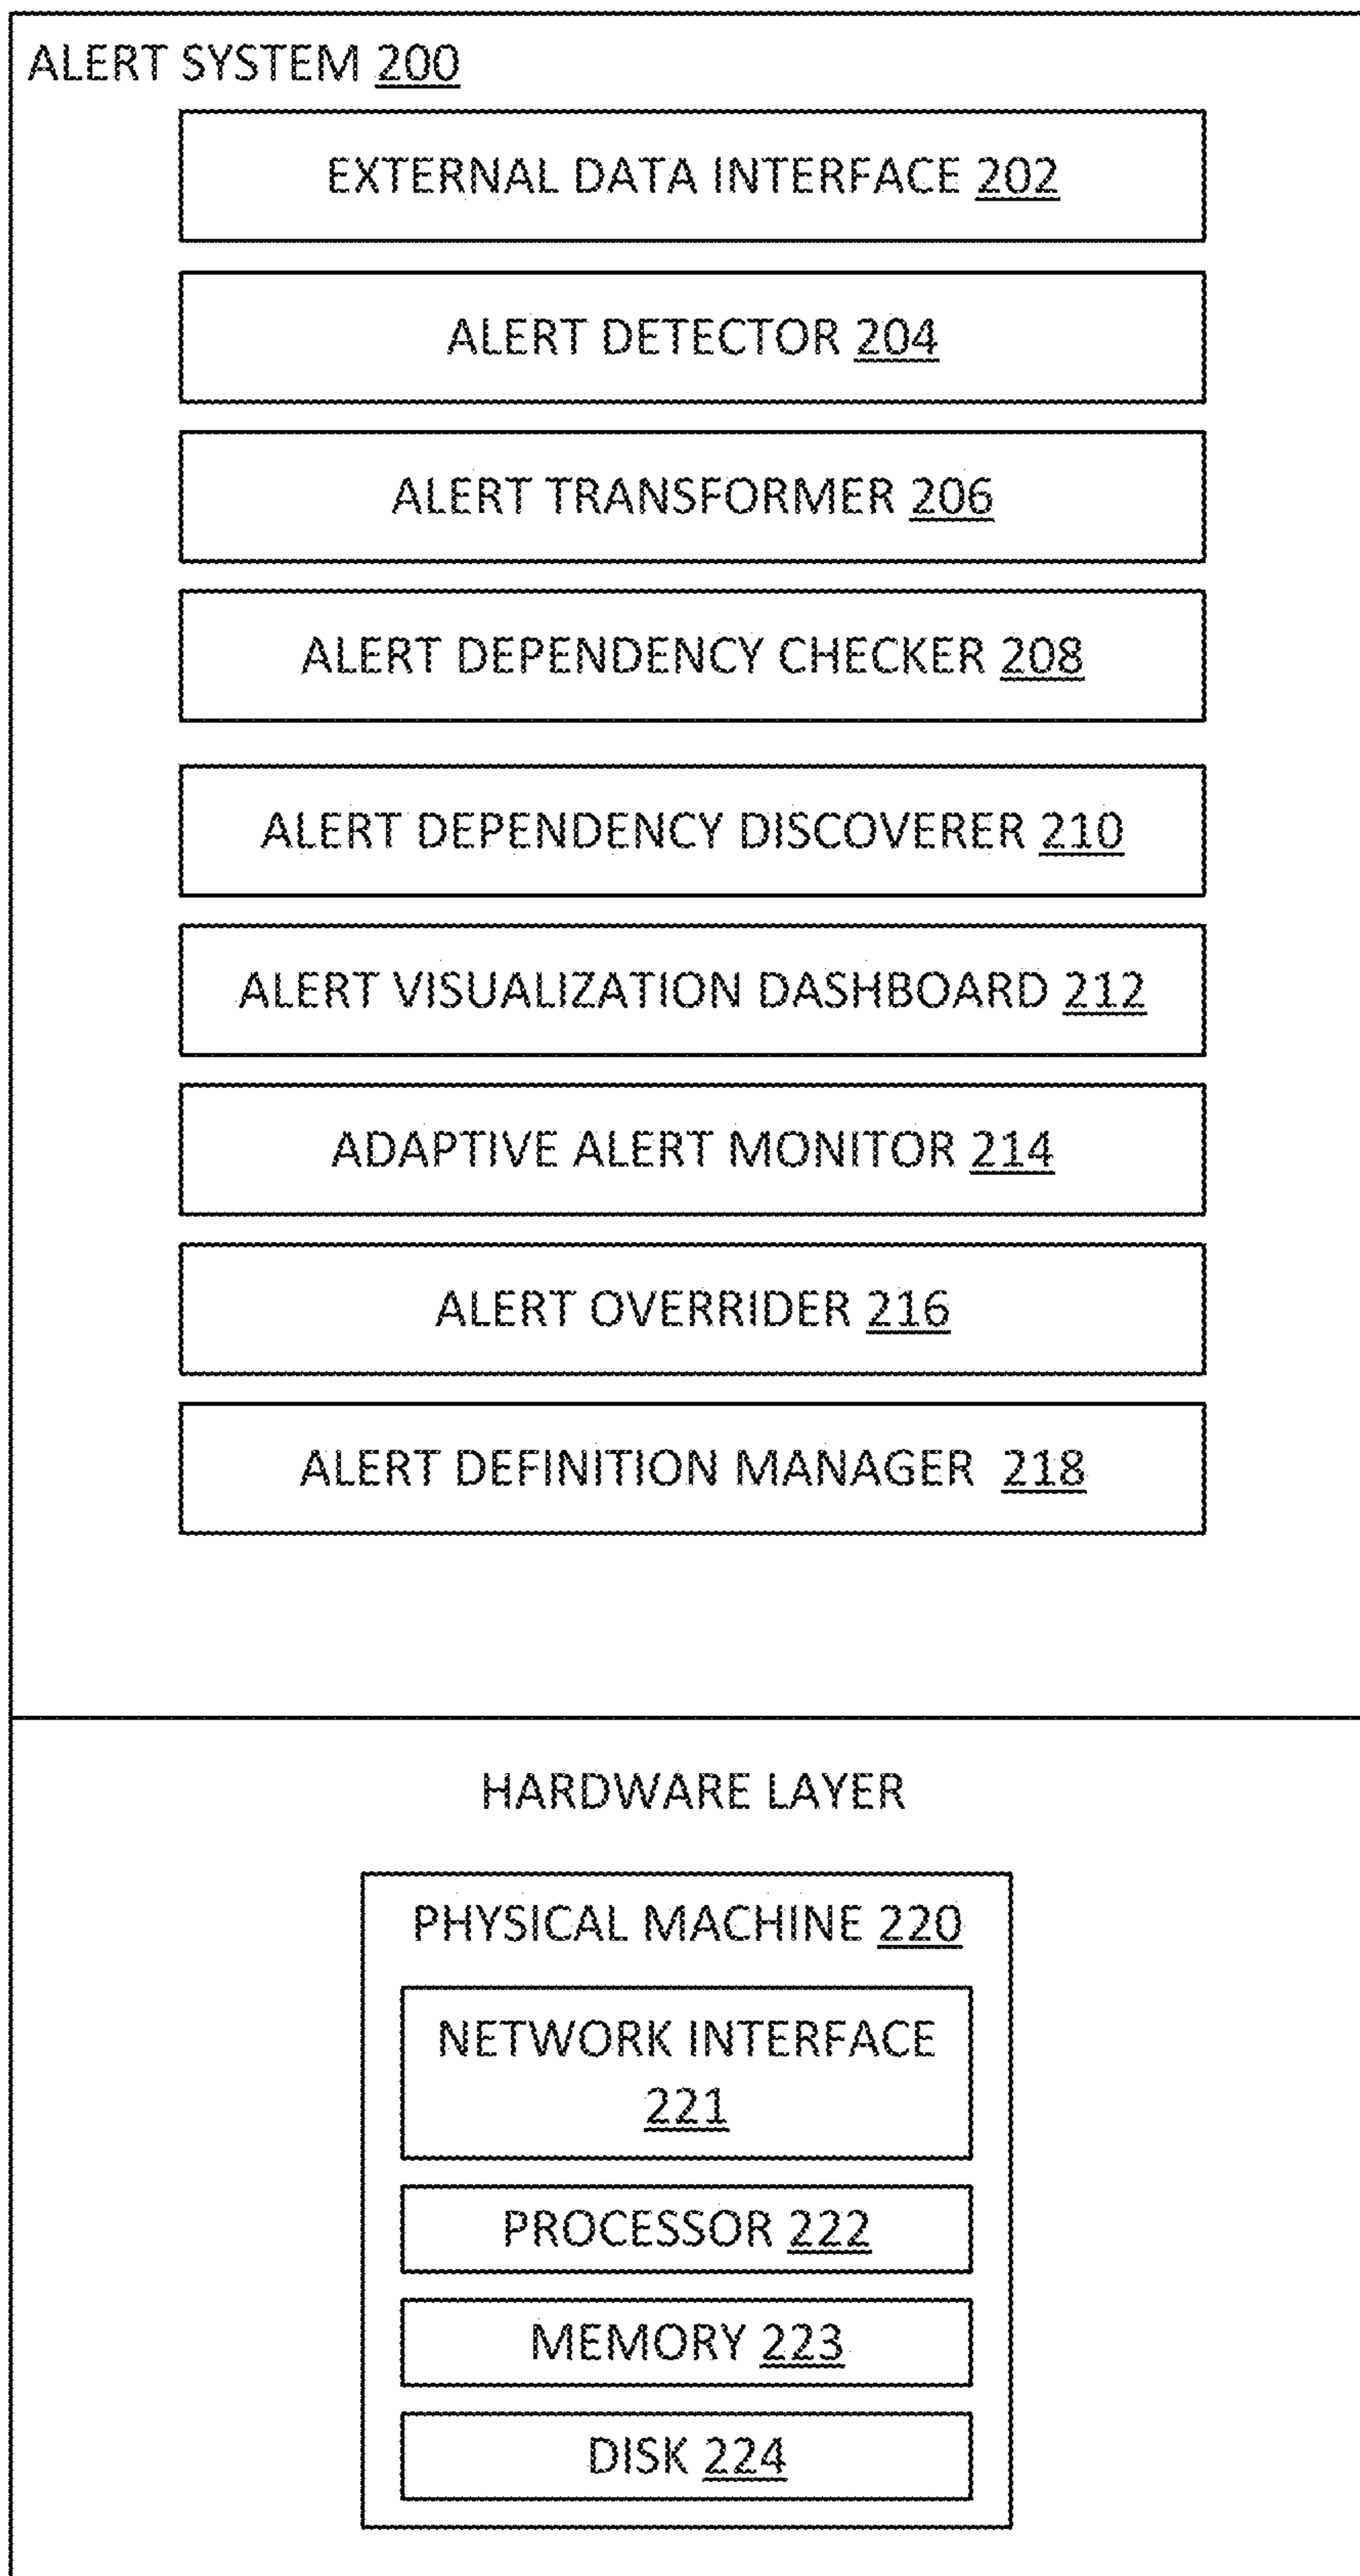 ALERT SYSTEM 200
EXTERNAL DATA INTERFACE 202
ALERT DETECTOR 204
ALERT TRANSFORMER 206
ALERT DEPENDENCY CHECKER 208
ALERT DEPENDENCY DISCOVERER 210
ALERT VISUALIZATION DASHBOARD 212
ADAPTIVE ALERT MONITOR 214
ALERT OVERRIDER 216
ALERT DEFINITION MANAGER 218
HARDWARE LAYER
PHYSICAL MACHINE 220
NETWORK INTERFACE
221
PROCESSOR 222
MEMORY 223
DISK 224